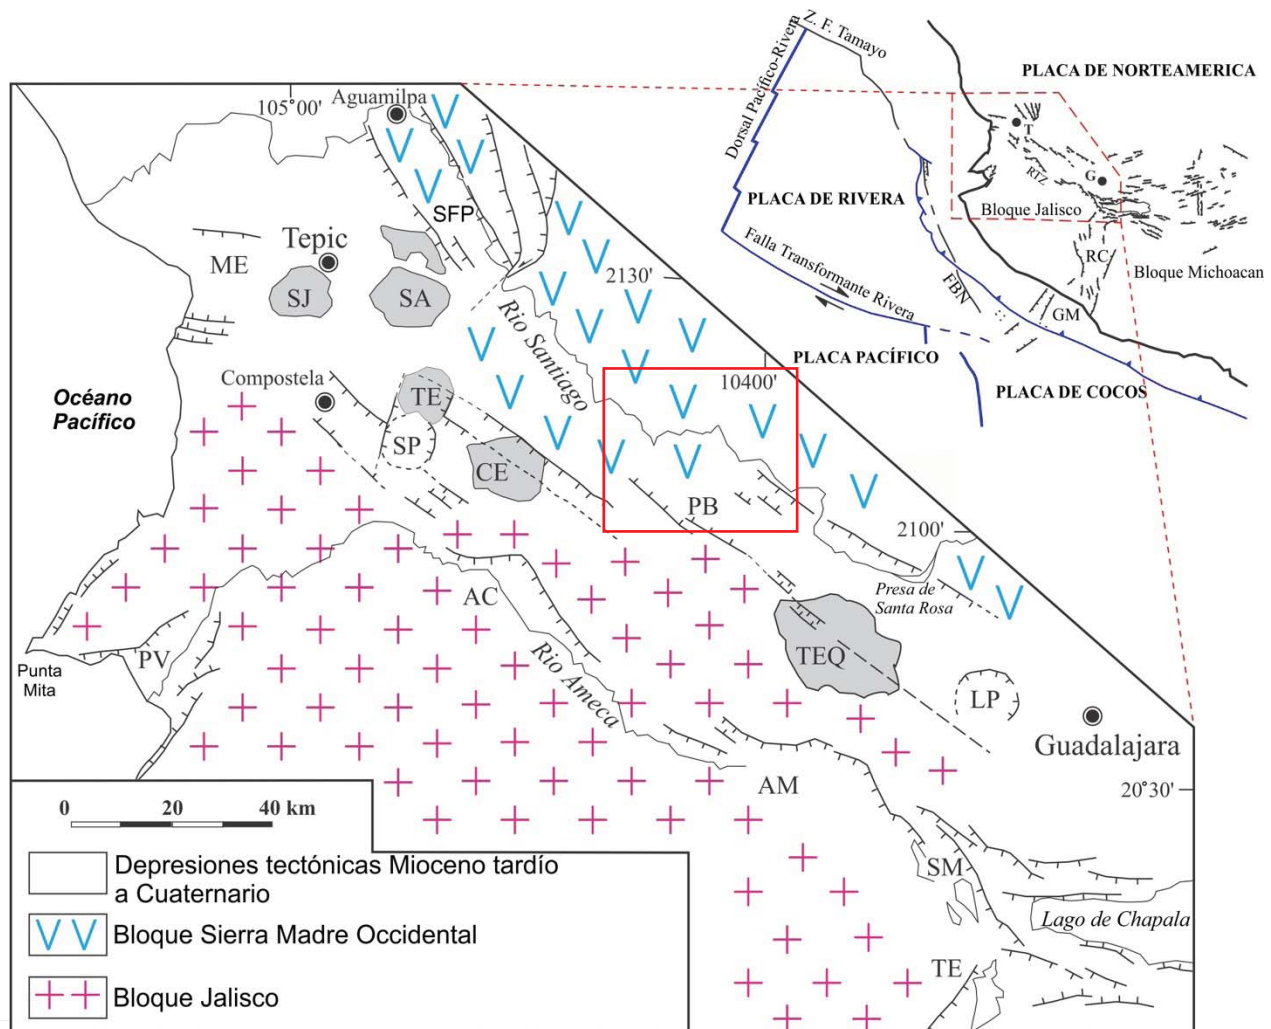 Z. F. Tamayo
Dorsal Pacífico-Rivera
PLACA DE NORTEAMERICA
T
RTZ
G
PLACA DE RIVERA
Bloque Jalisco
RC
Bloque Michoacan
Falla Transformante Rivera
FBN
GM
PLACA PACÍFICO
PLACA DE COCOS
105°00'
Aguamilpa
SFP
Tepic
ME
SJ
SA
2130'
Rio Santiago
10400'
Compostela
TE
Océano
Pacífico
SP
CE
PB
2100'
Presa de
Santa Rosa
AC
PV
Punta
Mita
Rio Ameca
TEQ
LP
Guadalajara
AM
20°30'
SM
Lago de Chapala
TE
0 20 40 km
Depresiones tectónicas Mioceno tardío
a Cuaternario
Bloque Sierra Madre Occidental
Bloque Jalisco